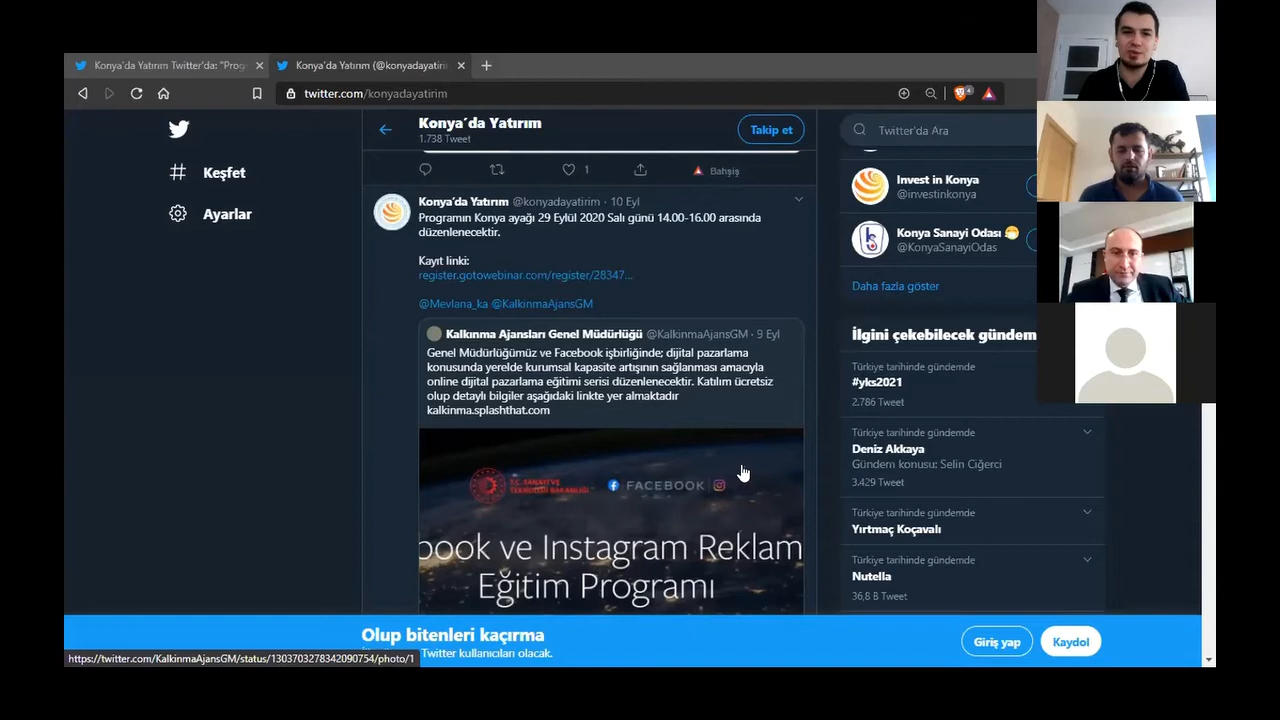 Konya'da Yatırım Twitter'da: "Prog
Konya'da Yatırım (@konyadayatırı
twitter.com/konyadayatirim
4
Keşfet
Ayarlar
Konya´da Yatırım
1.738 Tweet
Takip et
1
Bahşiş
Konya´da Yatırım @konyadayatirim · 10 Eyl
Programın Konya ayağı 29 Eylül 2020 Salı günü 14.00-16.00 arasında
düzenlenecektir.
Kayıt linki:
register.gotowebinar.com/register/28347...
@Mevlana_ka @KalkinmaAjansGM
Kalkınma Ajansları Genel Müdürlüğü @KalkinmaAjansGM · 9 Eyl
Genel Müdürlüğümüz ve Facebook işbirliğinde; dijital pazarlama
konusunda yerelde kurumsal kapasite artışının sağlanması amacıyla
online dijital pazarlama eğitimi serisi düzenlenecektir. Katılım ücretsiz
olup detaylı bilgiler aşağıdaki linkte yer almaktadır
kalkinma.splashthat.com
T.C. SANAYİ VE
TEKNOLOJİ BAKANLIĞI
FACEBOOK
book ve Instagram Reklam
Eğitim Programı
Twitter'da Ara
Invest in Konya
@investinkonya
Konya Sanayi Odası
@KonyaSanayiOdas
Daha fazla göster
İlgini çekebilecek gündem
Türkiye tarihinde gündemde
#yks2021
2.786 Tweet
Türkiye tarihinde gündemde
Deniz Akkaya
Gündem konusu: Selin Ciğerci
3.429 Tweet
Türkiye tarihinde gündemde
Yırtmaç Koçavalı
Türkiye tarihinde gündemde
Nutella
36,8 B Tweet
Olup bitenleri kaçırma
Twitter kullanıcıları olacak.
Giriş yap
Kaydol
https://twitter.com/KalkinmaAjansGM/status/1303703278342090754/photo/1